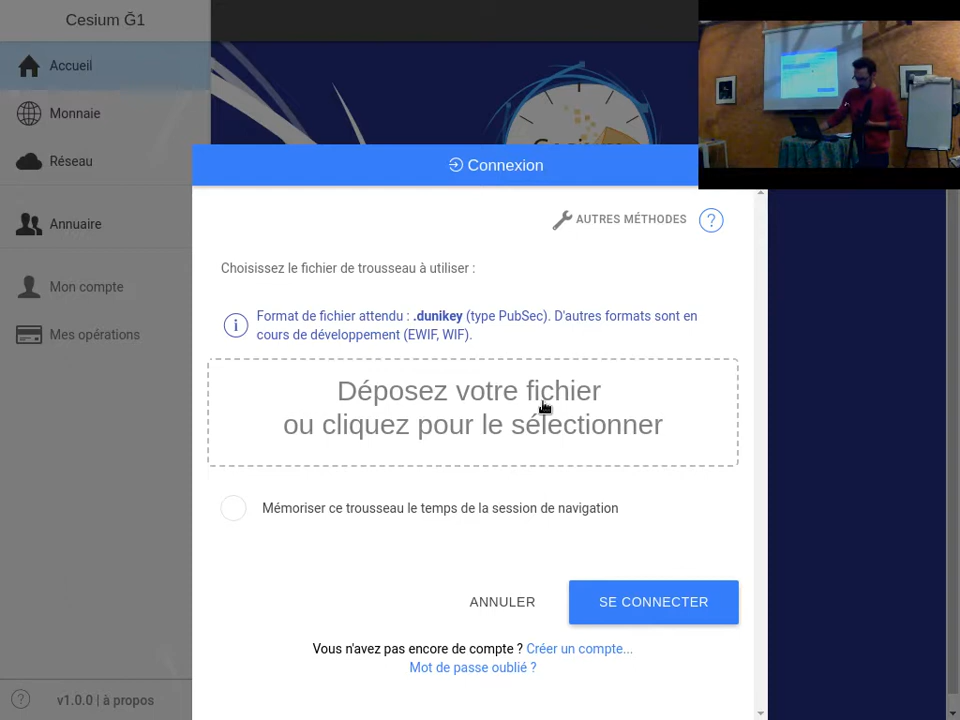 Cesium Ğ1
Accueil
Monnaie
Réseau
Annuaire
Mon compte
Mes opérations
v1.0.0 | à propos
Connexion
AUTRES MÉTHODES
Choisissez le fichier de trousseau à utiliser :
Format de fichier attendu : .dunikey (type PubSec). D'autres formats sont en
cours de développement (EWIF, WIF).
Déposez votre fichier
ou cliquez pour le sélectionner
Mémoriser ce trousseau le temps de la session de navigation
ANNULER
SE CONNECTER
Vous n'avez pas encore de compte ? Créer un compte...
Mot de passe oublié ?